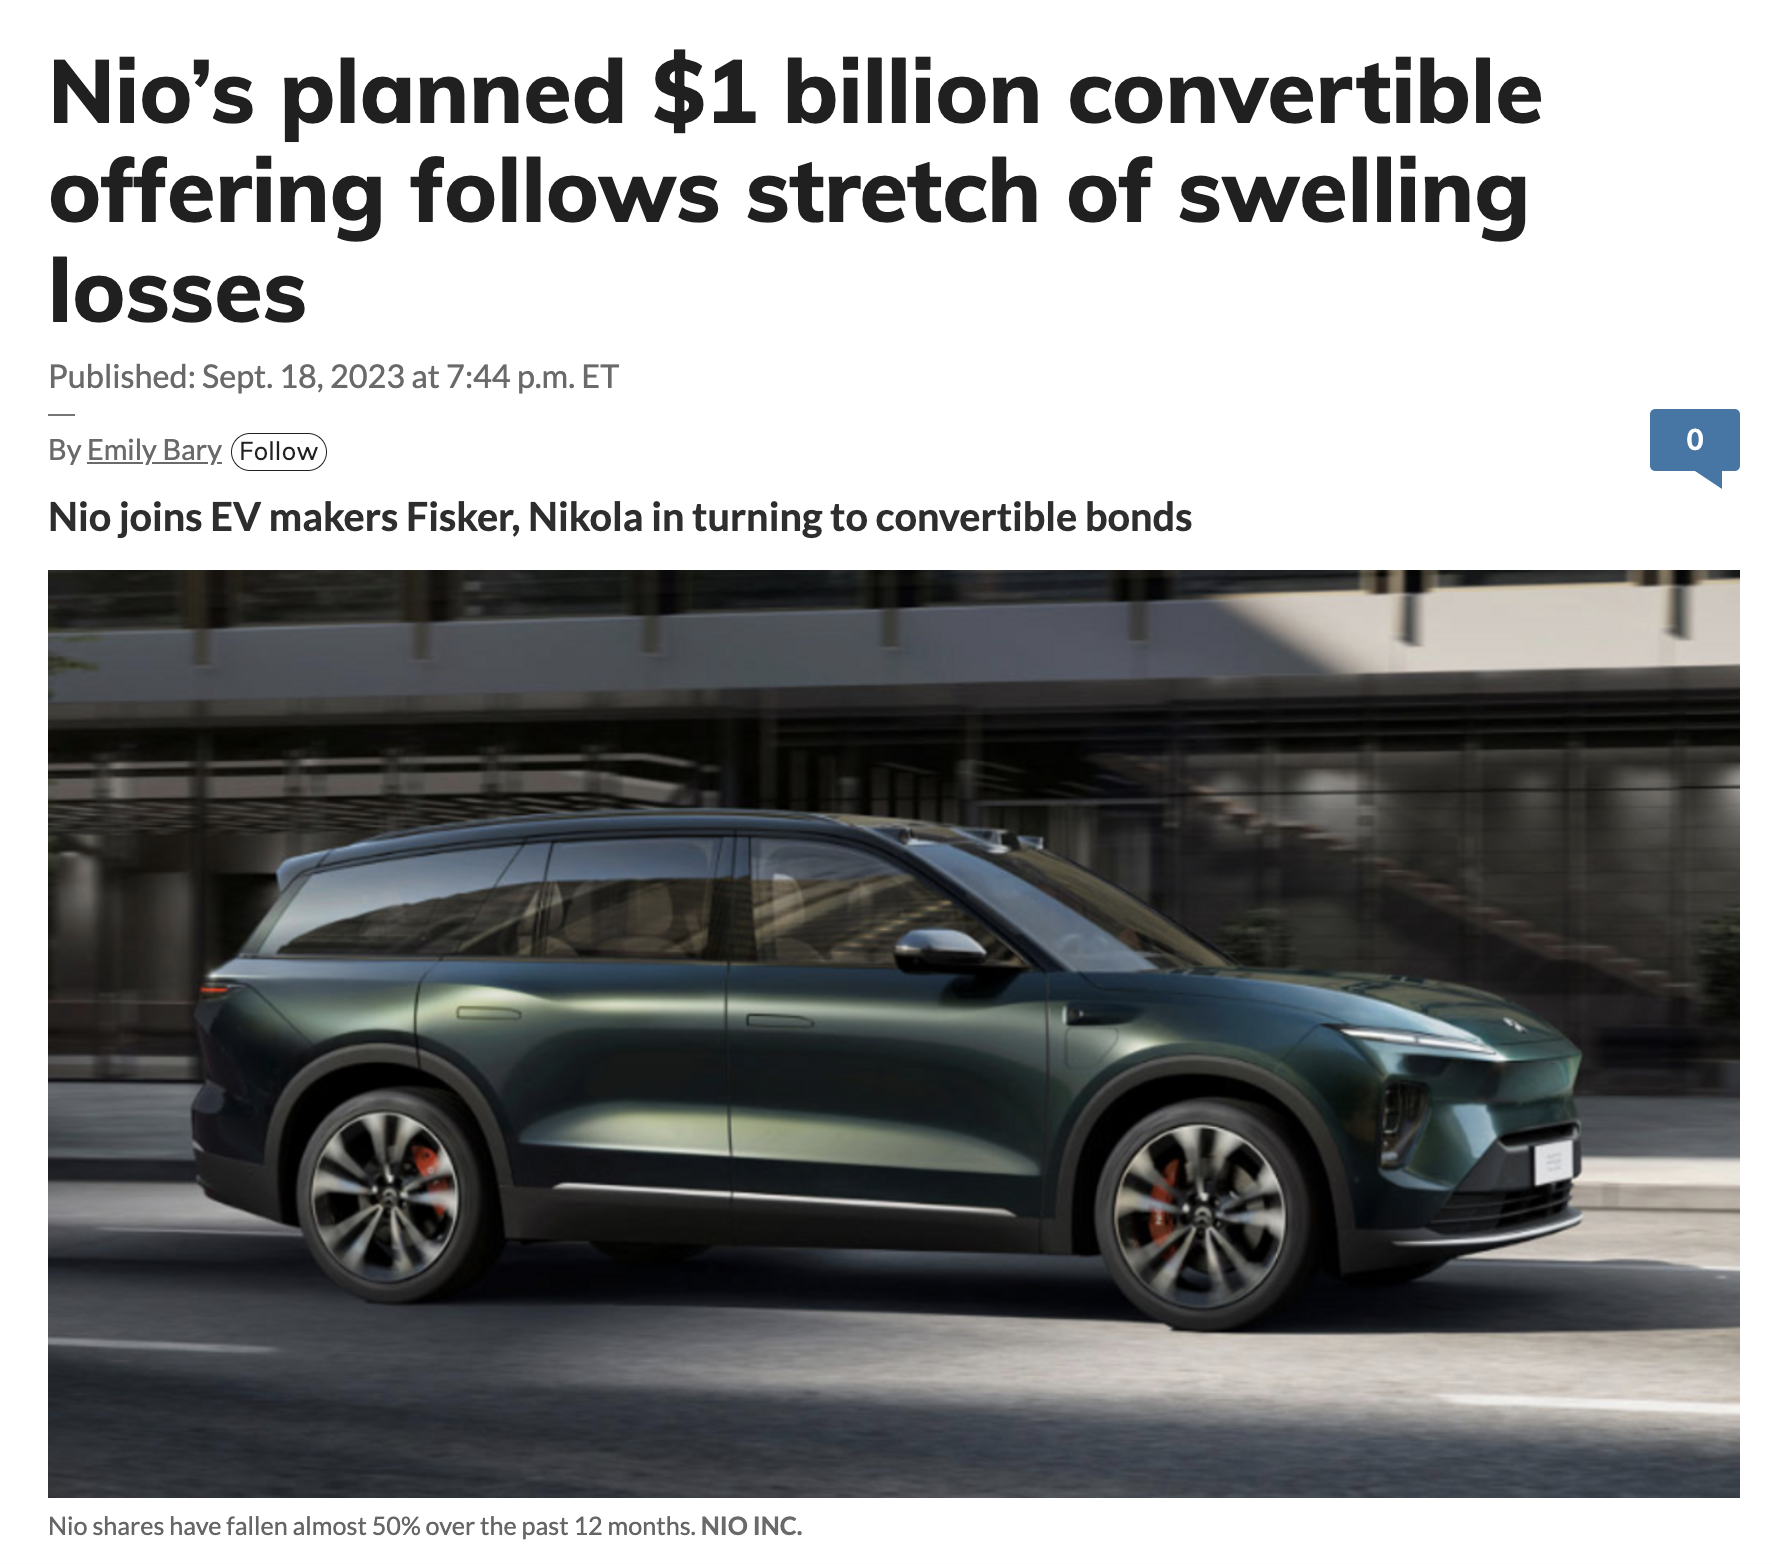 Nio’s planned $1 billion convertible
offering follows stretch of swelling
losses
Published: Sept. 18, 2023 at 7:44 p.m. ET
By Emily Bary Follow
0
Nio joins EV makers Fisker, Nikola in turning to convertible bonds
Nio shares have fallen almost 50% over the past 12 months. NIO INC.